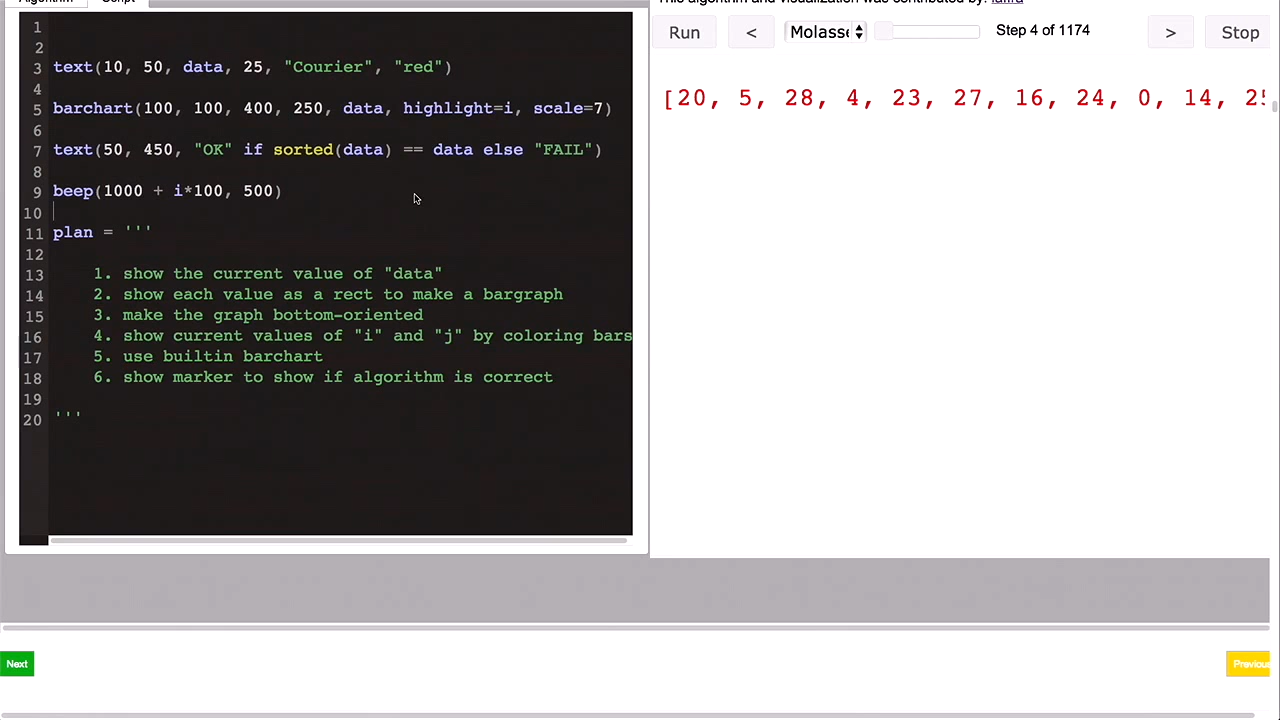 Algorithm Script
1
2
3 text(10, 50, data, 25, "Courier", "red")
4
5 barchart(100, 100, 400, 250, data, highlight=i, scale=7)
6
7 text(50, 450, "OK" if sorted(data) == data else "FAIL")
8
9 beep(1000 + i*100, 500)
10
11 plan = '''
12
13 1. show the current value of "data"
14 2. show each value as a rect to make a bargraph
15 3. make the graph bottom-oriented
16 4. show current values of "i" and "j" by coloring bars
17 5. use builtin barchart
18 6. show marker to show if algorithm is correct
19
20 '''
This algorithm and visualization was contributed by:
Run < Molasse Step 4 of 1174 > Stop
[20, 5, 28, 4, 23, 27, 16, 24, 0, 14, 25
Next
Previous